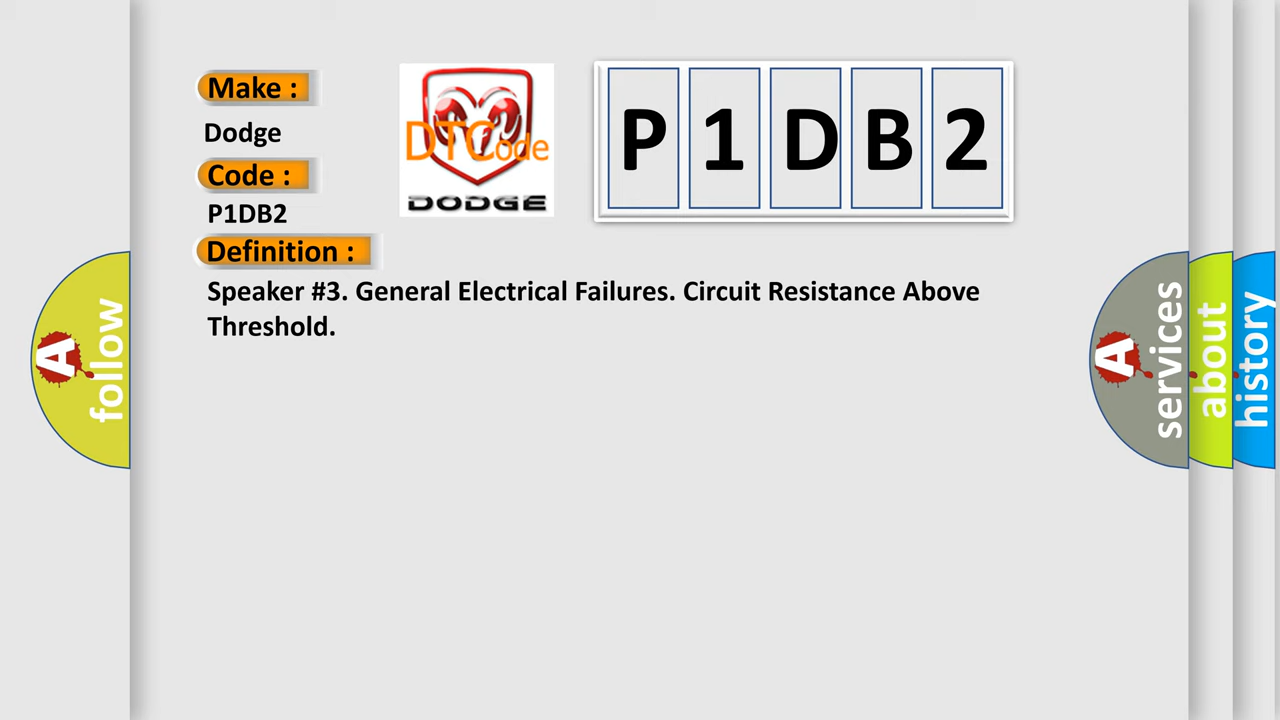 Make :
Dodge
Code :
P1DB2
Definition :
Speaker #3. General Electrical Failures. Circuit Resistance Above
Threshold.
DTCode
DODGE
P 1 D B 2
A follow
A services
about
history